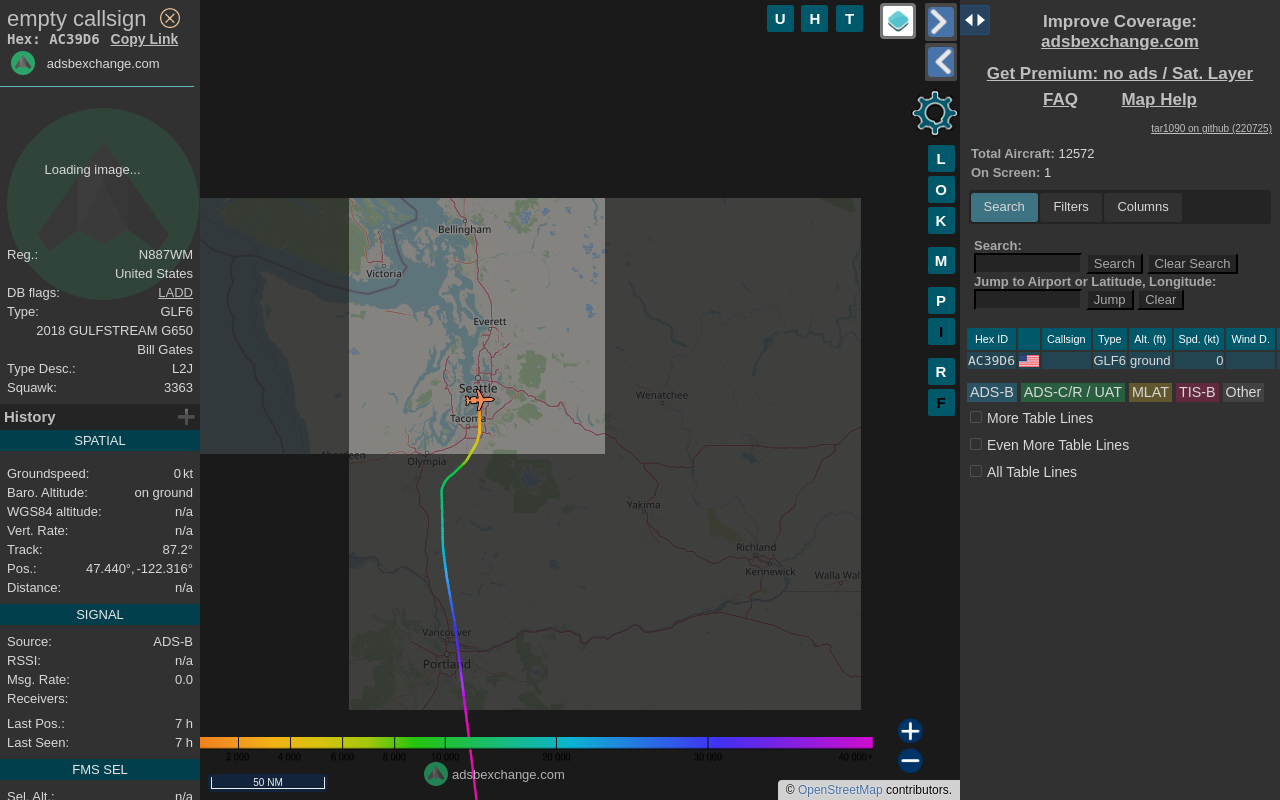 empty callsign
Hex: AC39D6 Copy Link
adsbexchange.com
Loading image...
Reg.: N887WM
United States
DB flags: LADD
Type: GLF6
2018 GULFSTREAM G650
Bill Gates
Type Desc.: L2J
Squawk: 3363
History
SPATIAL
Groundspeed: 0 kt
Baro. Altitude: on ground
WGS84 altitude: n/a
Vert. Rate: n/a
Track: 87.2°
Pos.: 47.440°, -122.316°
Distance: n/a
SIGNAL
Source: ADS-B
RSSI: n/a
Msg. Rate: 0.0
Receivers:
Last Pos.: 7 h
Last Seen: 7 h
FMS SEL
Sel. Alt.: n/a
U H T
L
O
K
M
P
I
R
F
Bellingham
Victoria
Everett
Seattle
Wenatchee
Tacoma
Aberdeen
Olympia
Yakima
Richland
Kennewick
Walla Wal
Vancouver
Portland
2 000 4 000 6 000 8 000 10 000 20 000 30 000 40 000+
adsbexchange.com
50 NM
© OpenStreetMap contributors.
Improve Coverage:
adsbexchange.com
Get Premium: no ads / Sat. Layer
FAQ Map Help
tar1090 on github (220725)
Total Aircraft: 12572
On Screen: 1
Search Filters Columns
Search:
Search Clear Search
Jump to Airport or Latitude, Longitude:
Jump Clear
Hex ID Callsign Type Alt. (ft) Spd. (kt) Wind D.
AC39D6 GLF6 ground 0
ADS-B ADS-C/R / UAT MLAT TIS-B Other
More Table Lines
Even More Table Lines
All Table Lines